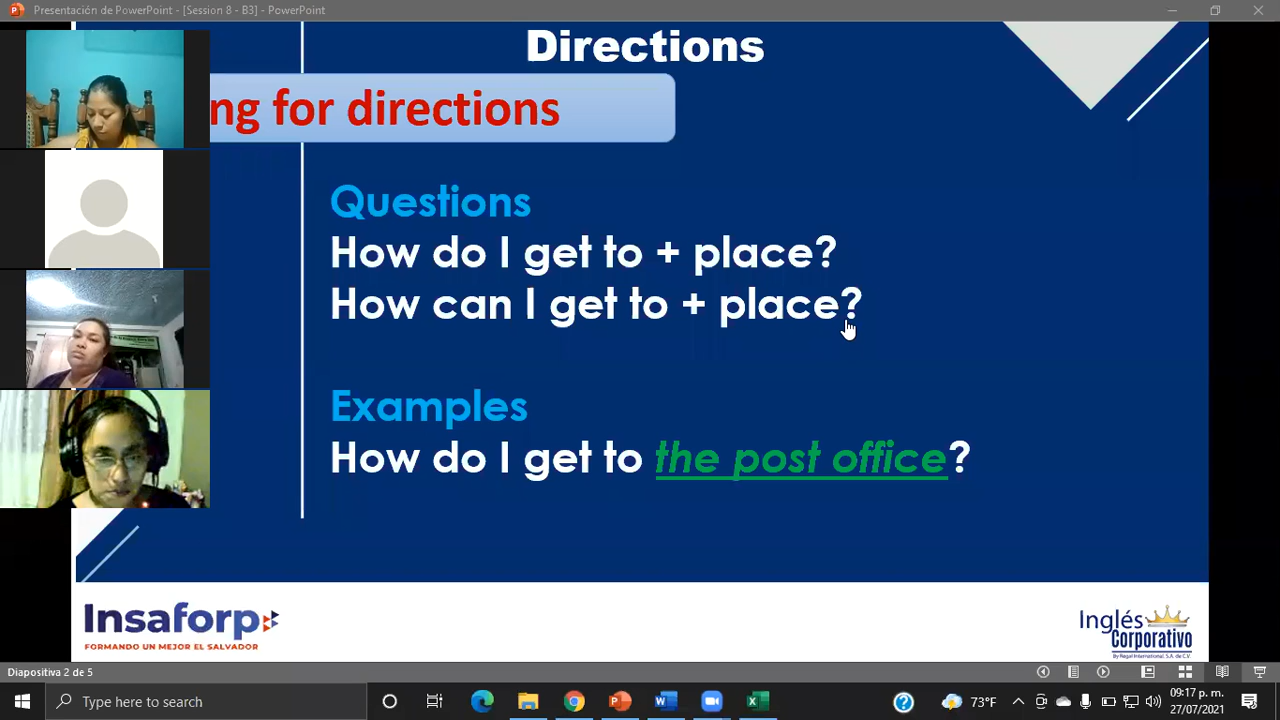 Presentación de PowerPoint - [Session 8 - B3] - PowerPoint
Directions
ng for directions
Questions
How do I get to + place?
How can I get to + place?
Examples
How do I get to the post office?
Insaforp
FORMANDO UN MEJOR EL SALVADOR
Inglés
Corporativo
By Regal International, S.A. de C.V.
Diapositiva 2 de 5
Type here to search
73°F
09:17 p. m.
27/07/2021